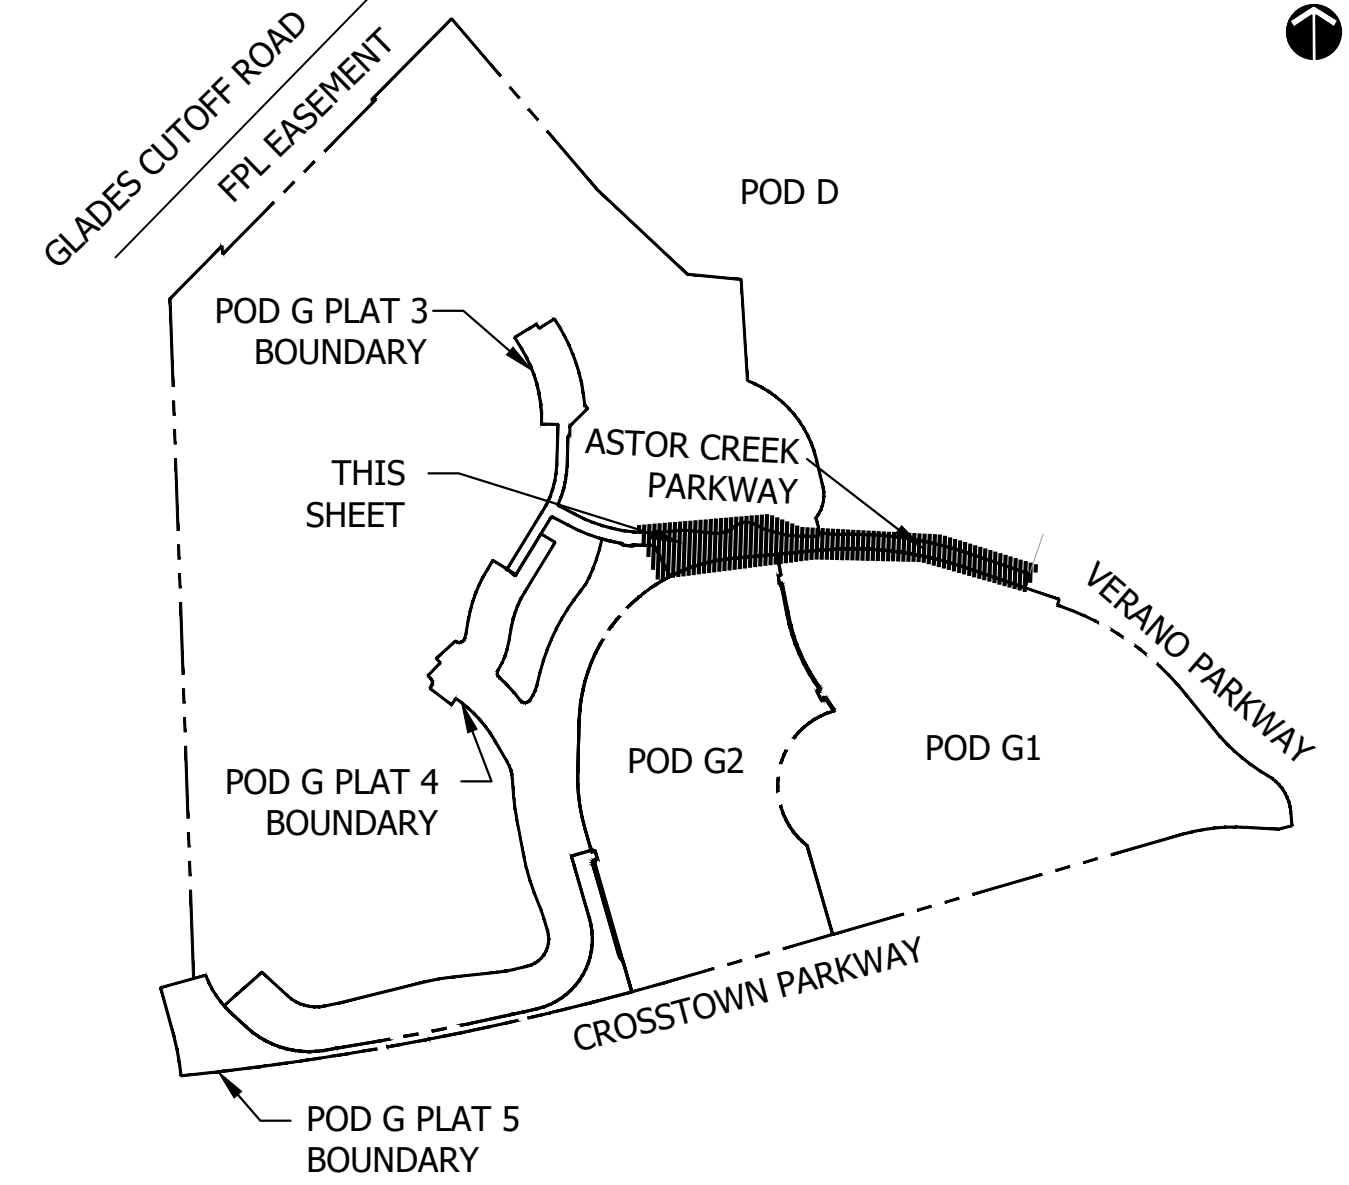 GLADES CUTOFF ROAD
FPL EASEMENT
POD D
POD G PLAT 3
BOUNDARY
ASTOR CREEK
PARKWAY
THIS
SHEET
VERANO PARKWAY
POD G2
POD G1
POD G PLAT 4
BOUNDARY
CROSSTOWN PARKWAY
POD G PLAT 5
BOUNDARY